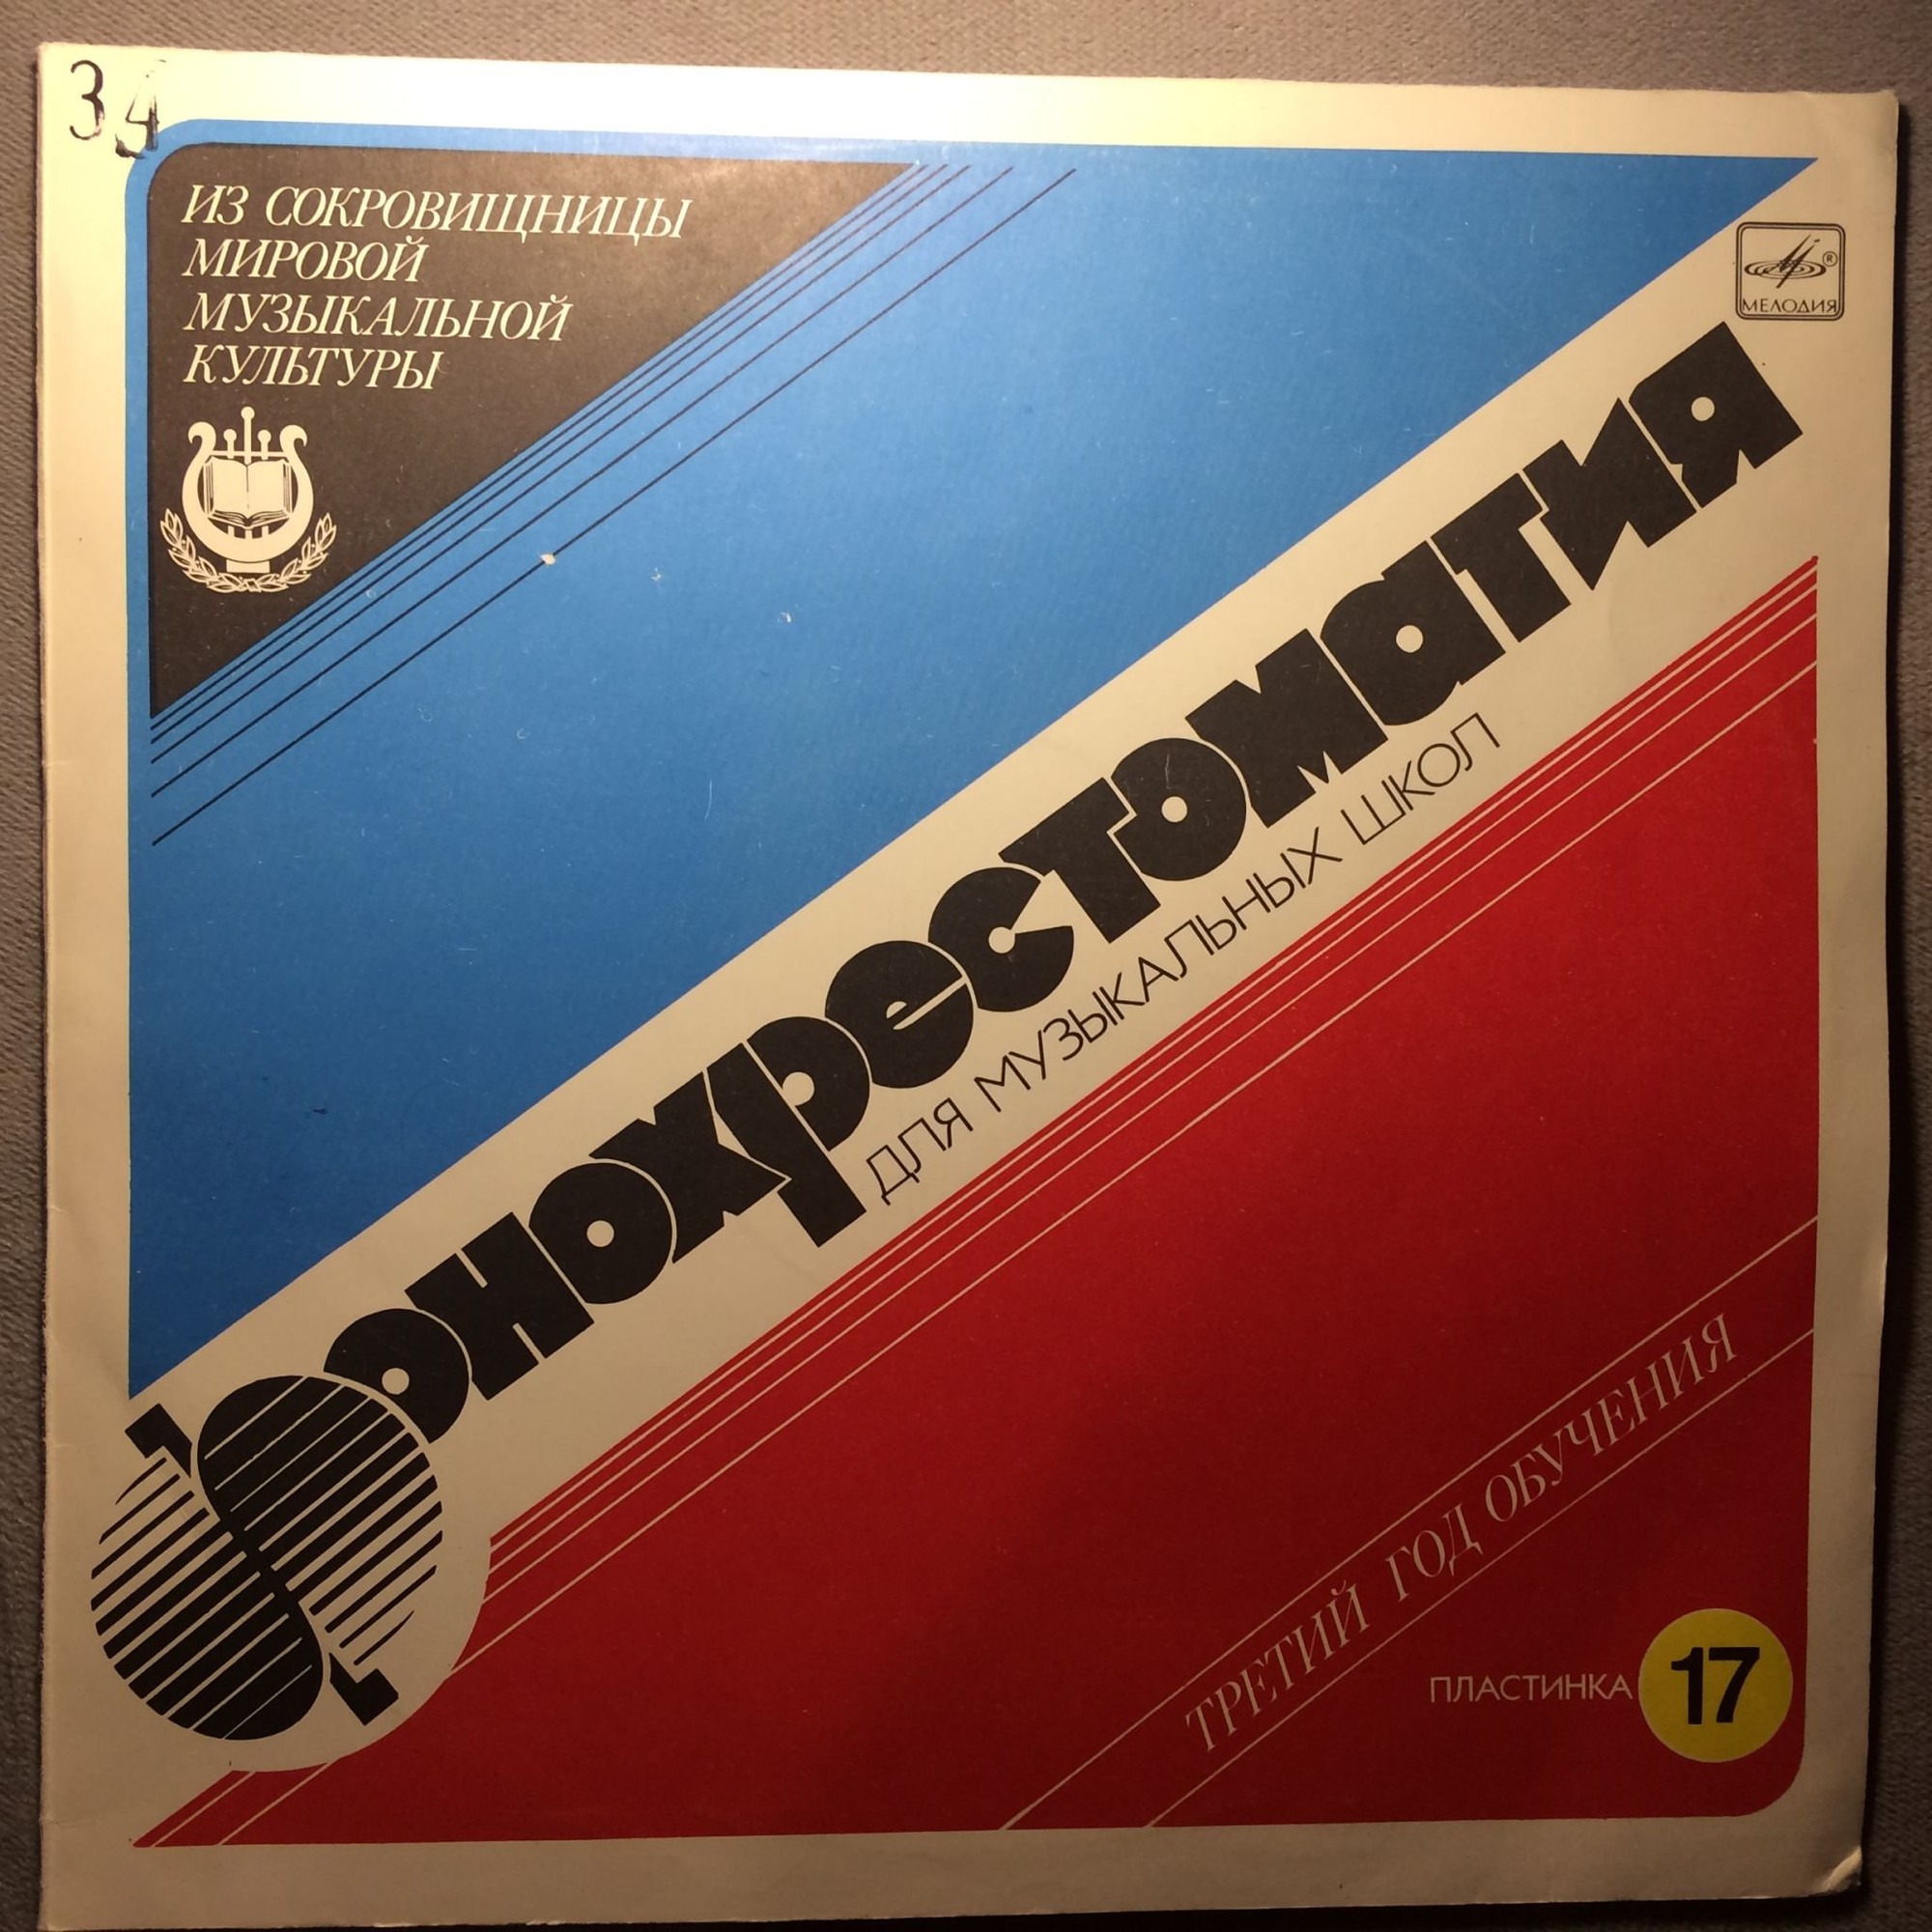 34
ИЗ СОКРОВИЩНИЦЫ
МИРОВОЙ
МУЗЫКАЛЬНОЙ
КУЛЬТУРЫ
®
МЕЛОДИЯ
Фонохрестоматия
ДЛЯ МУЗЫКАЛЬНЫХ ШКОЛ
ТРЕТИЙ ГОД ОБУЧЕНИЯ
ПЛАСТИНКА 17